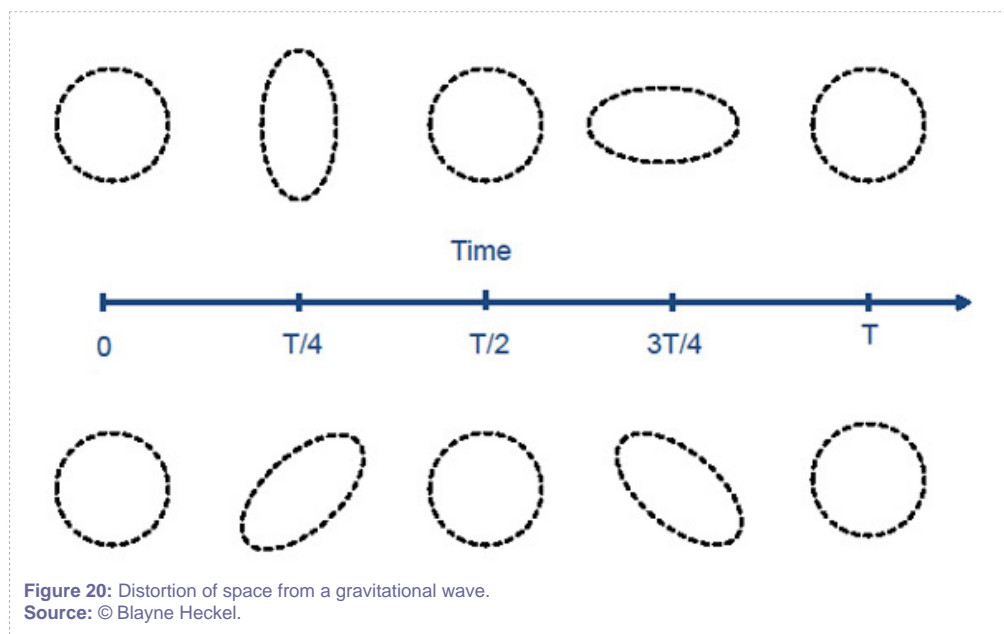 Time
0
T/4
T/2
3T/4
T
Figure 20: Distortion of space from a gravitational wave.
Source: © Blayne Heckel.